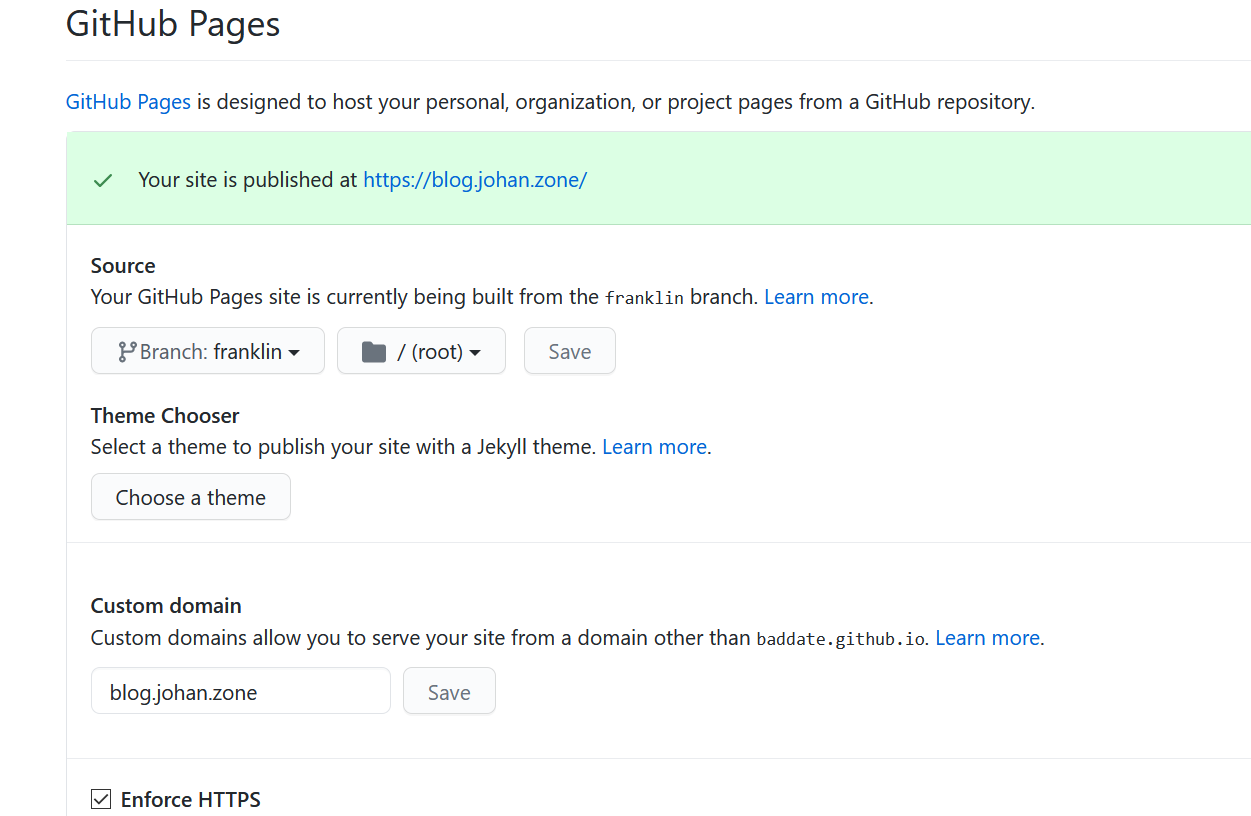 GitHub Pages
GitHub Pages is designed to host your personal, organization, or project pages from a GitHub repository.
Your site is published at https://blog.johan.zone/
Source
Your GitHub Pages site is currently being built from the franklin branch. Learn more.
Branch: franklin / (root) Save
Theme Chooser
Select a theme to publish your site with a Jekyll theme. Learn more.
Choose a theme
Custom domain
Custom domains allow you to serve your site from a domain other than baddate.github.io. Learn more.
blog.johan.zone Save
Enforce HTTPS